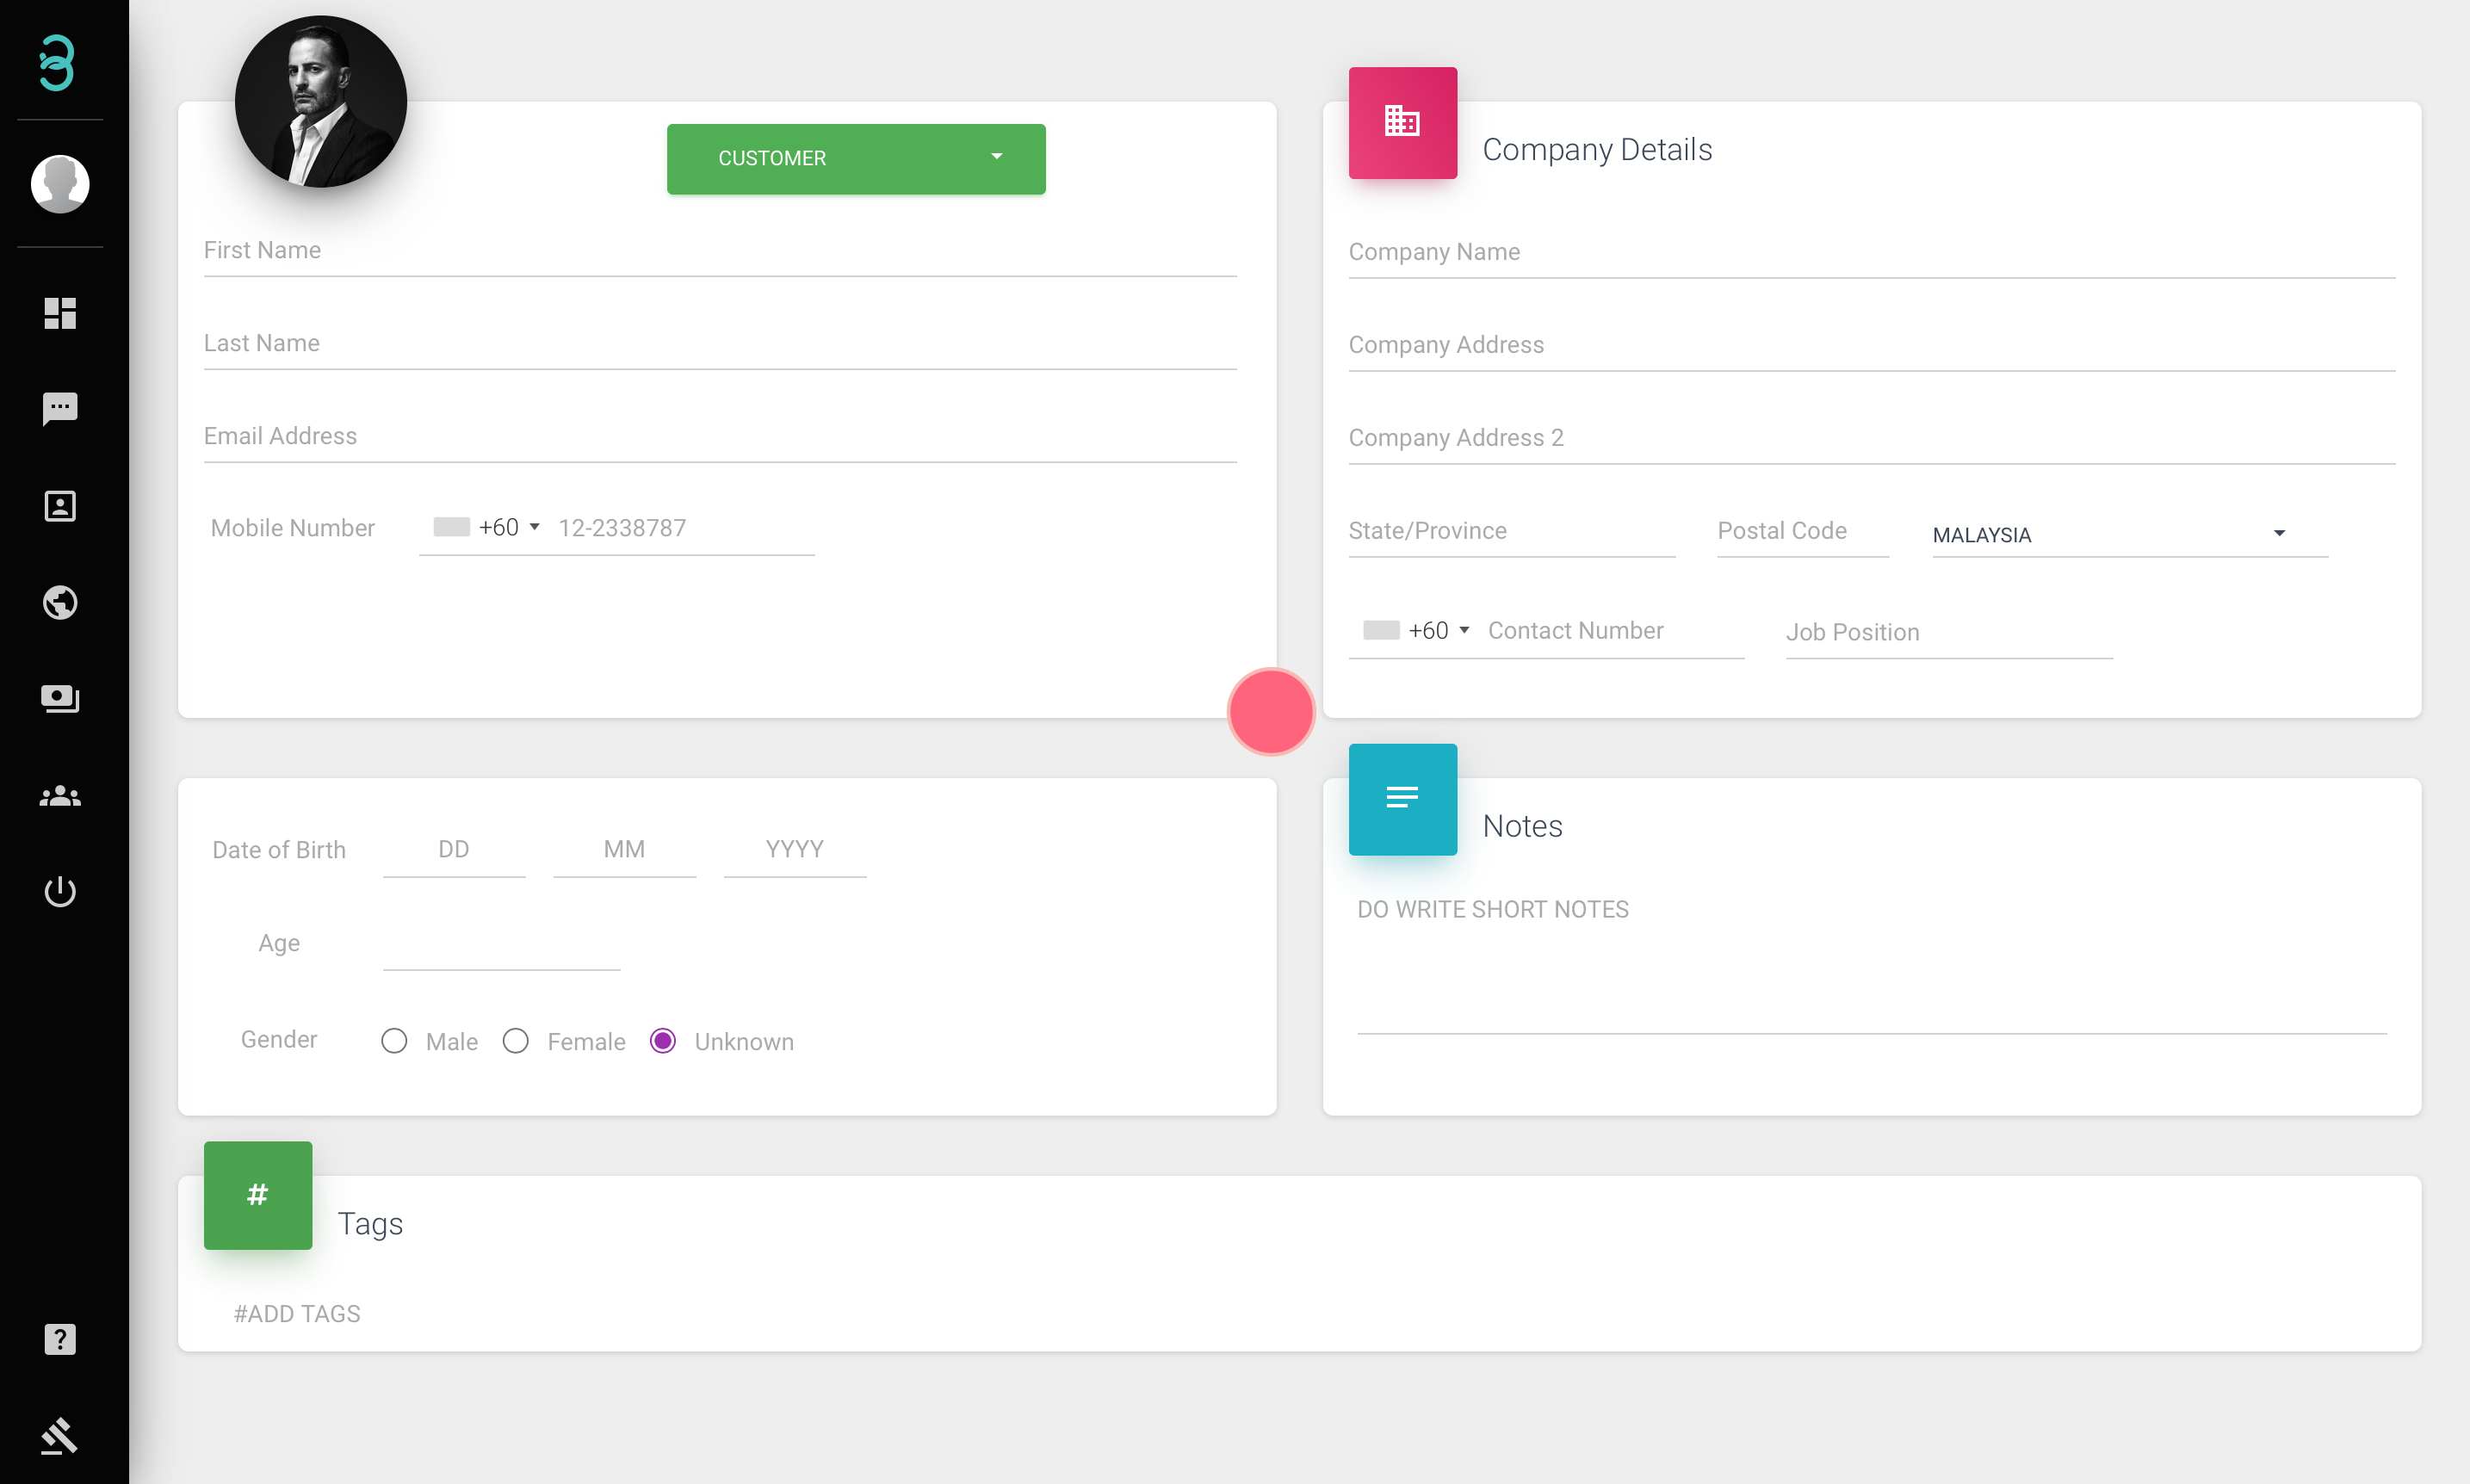 CUSTOMER
First Name
Last Name
Email Address
Mobile Number +60 12-2338787
Company Details
Company Name
Company Address
Company Address 2
State/Province Postal Code MALAYSIA
+60 Contact Number Job Position
Date of Birth DD MM YYYY
Age
Gender Male Female Unknown
Notes
DO WRITE SHORT NOTES
#
Tags
#ADD TAGS
?